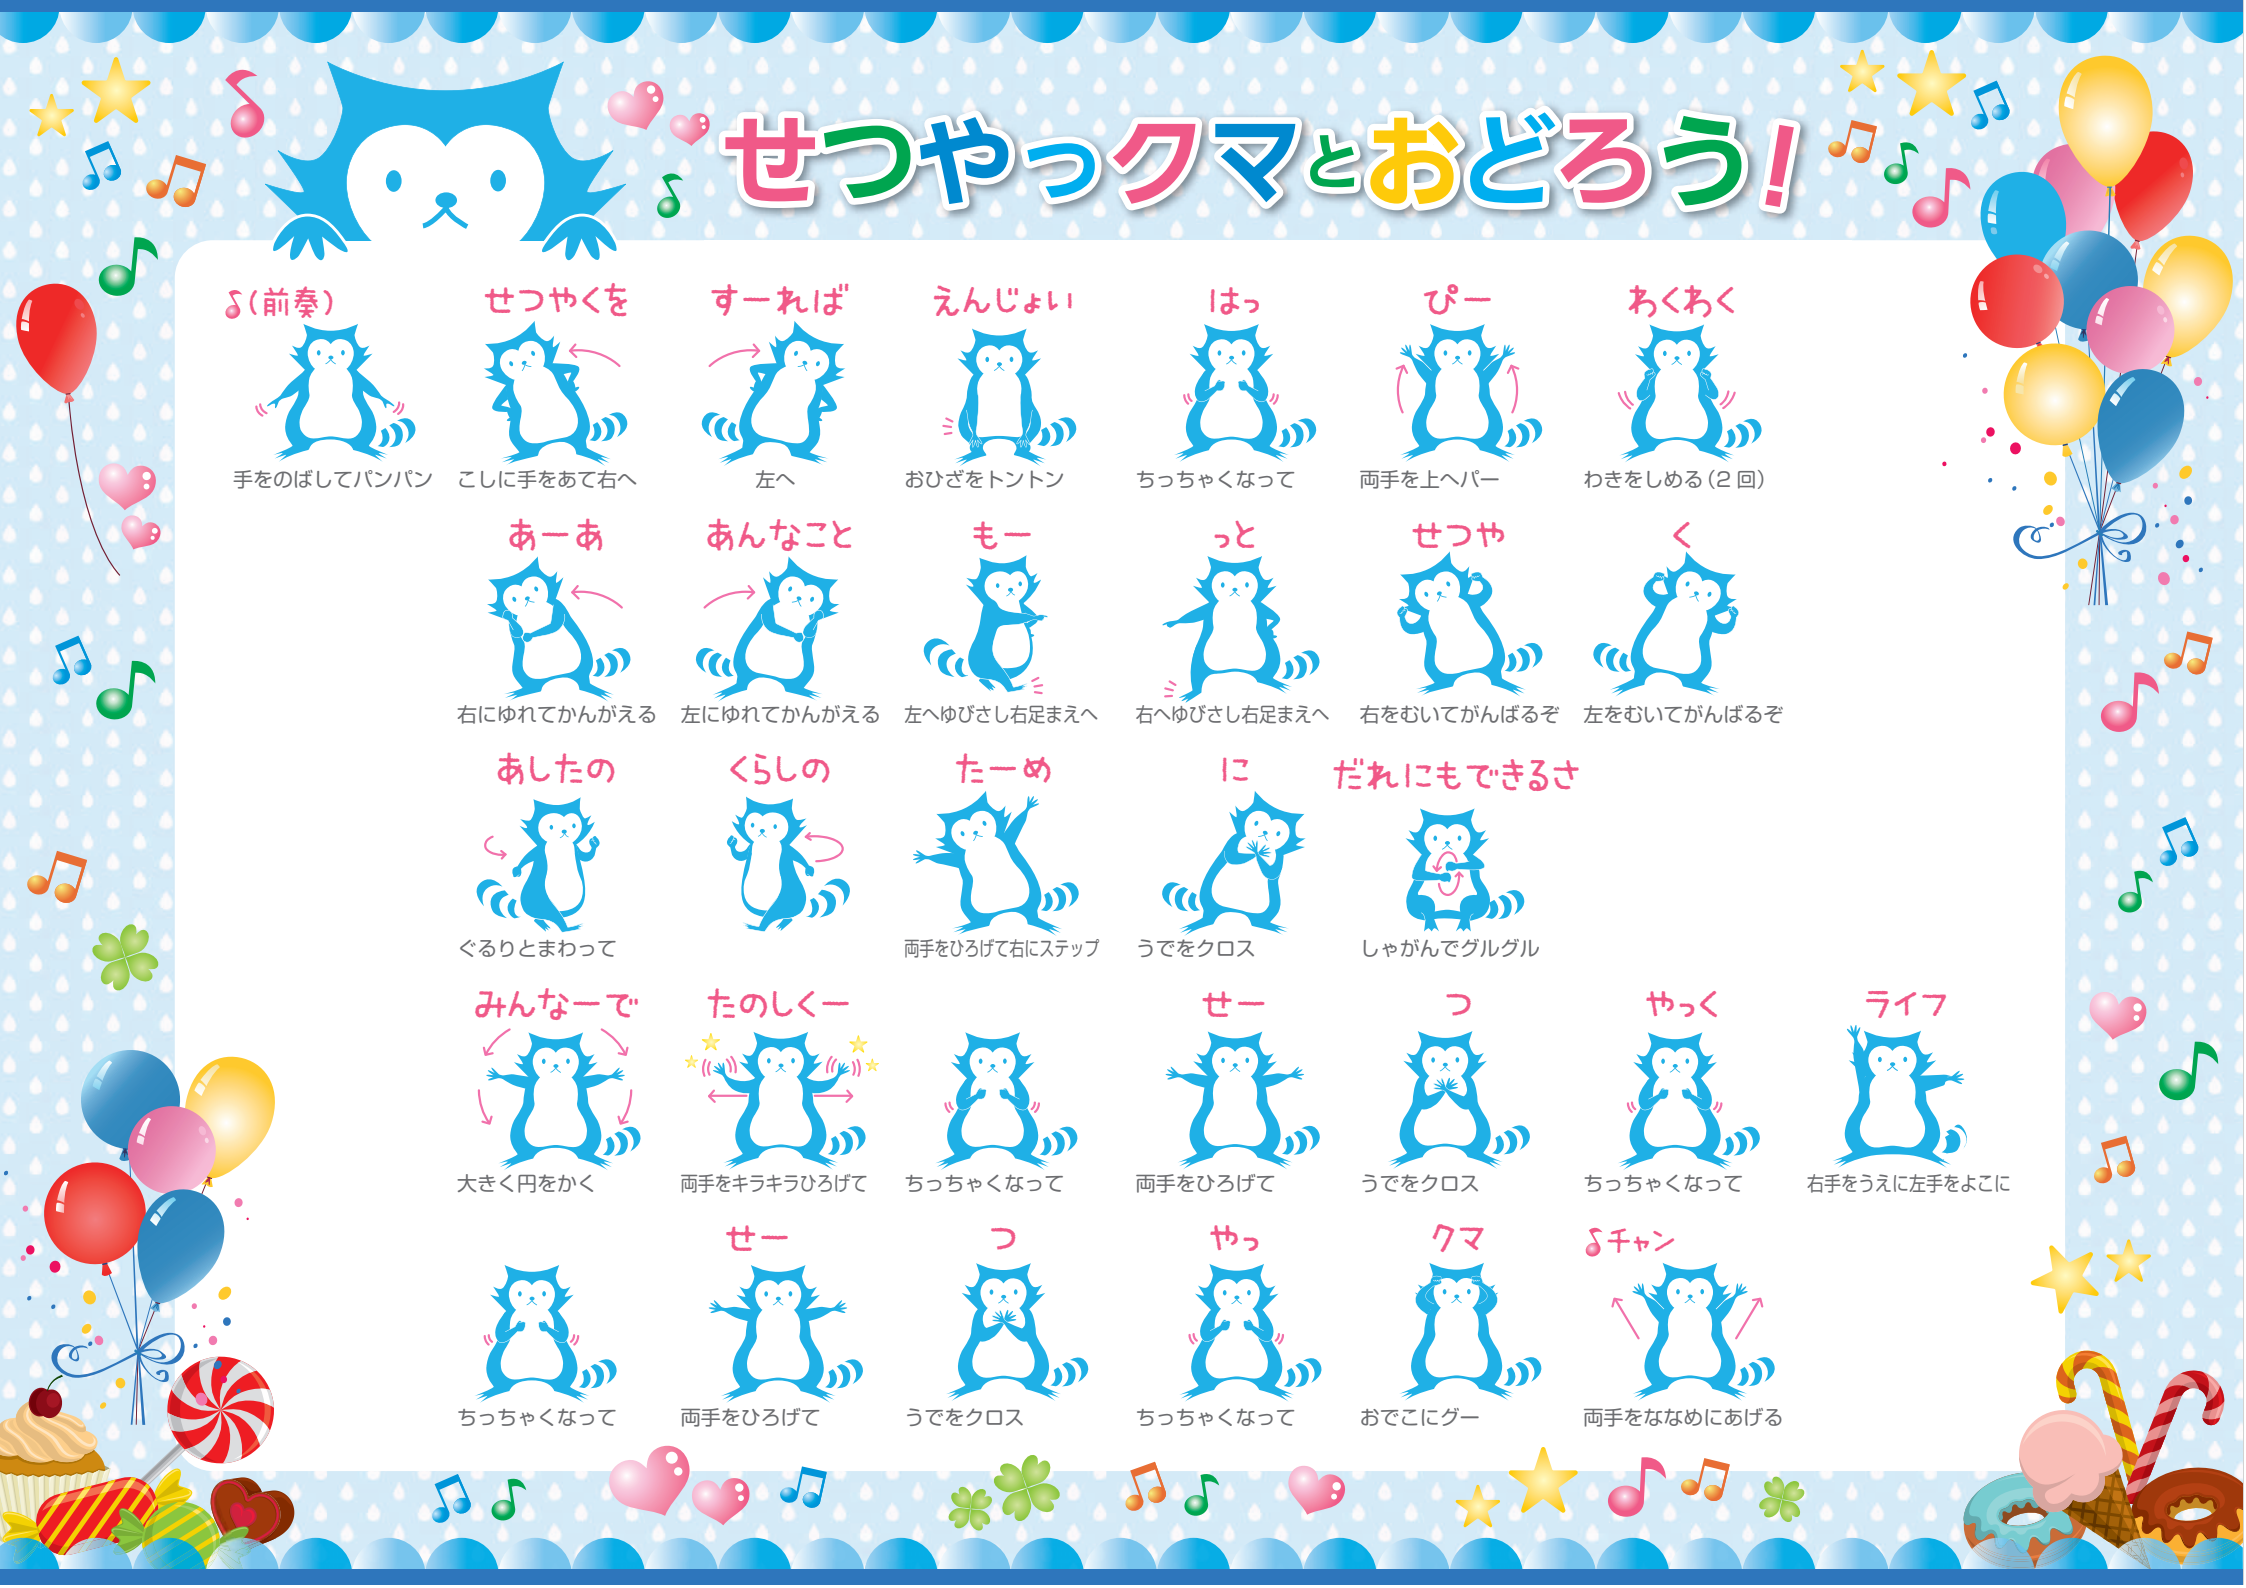 せつやっクマとおどろう!
(前奏) せつやくを すーれば えんじょい はっ ぴー わくわく
手をのばしてパンパン こしに手をあて右へ 左へ おひざをトントン ちっちゃくなって 両手を上へパー わきをしめる(2回)
あーあ あんなこと もー っと せつや く
右にゆれてかんがえる 左にゆれてかんがえる 左へゆびさし右足まえへ 右へゆびさし右足まえへ 右をむいてがんばるぞ 左をむいてがんばるぞ
あしたの くらしの たーめ に だれにもできるさ
ぐるりとまわって 両手をひろげて右にステップ うでをクロス しゃがんでグルグル
みんなーで たのしくー せー つ やっく ライフ
大きく円をかく 両手をキラキラひろげて ちっちゃくなって 両手をひろげて うでをクロス ちっちゃくなって 右手をうえに左手をよこに
せー つ やっ クマ チャン
ちっちゃくなって 両手をひろげて うでをクロス ちっちゃくなって おでこにグー 両手をななめにあげる